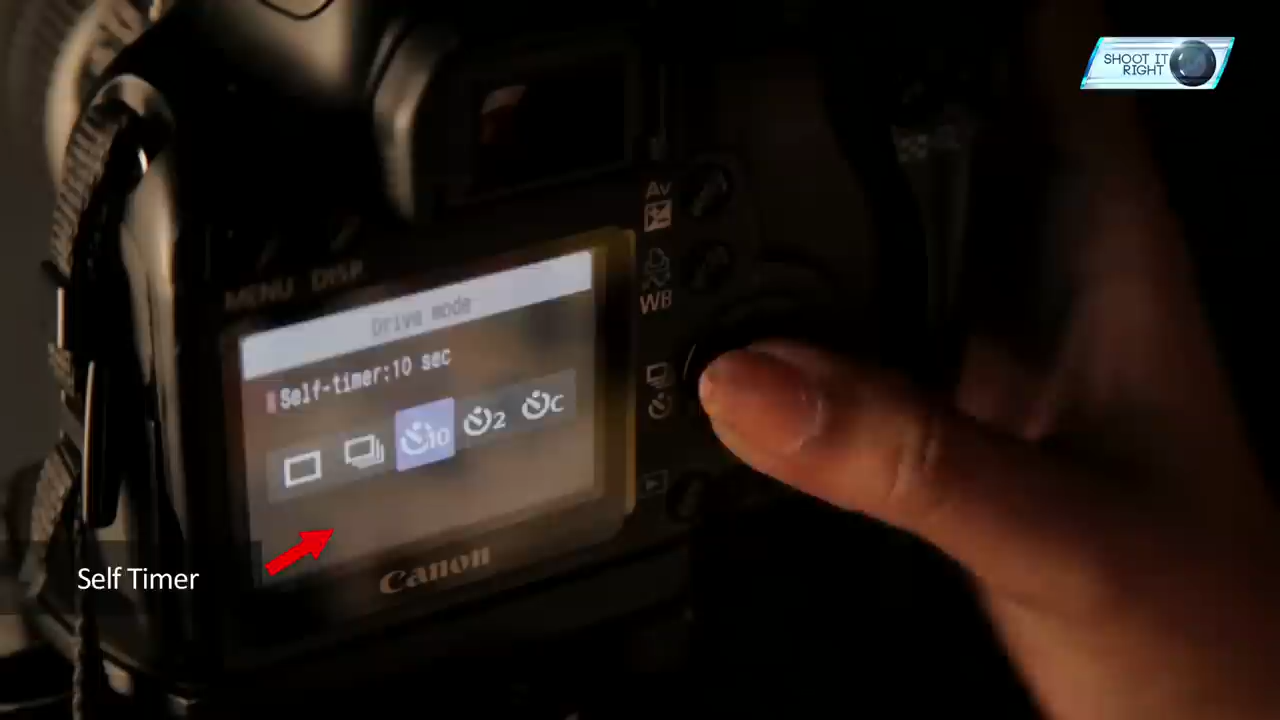 SHOOT IT
RIGHT
Av
MENU DISP.
WB
Drive mode
Self-timer:10 sec
10
2
C
Canon
Self Timer